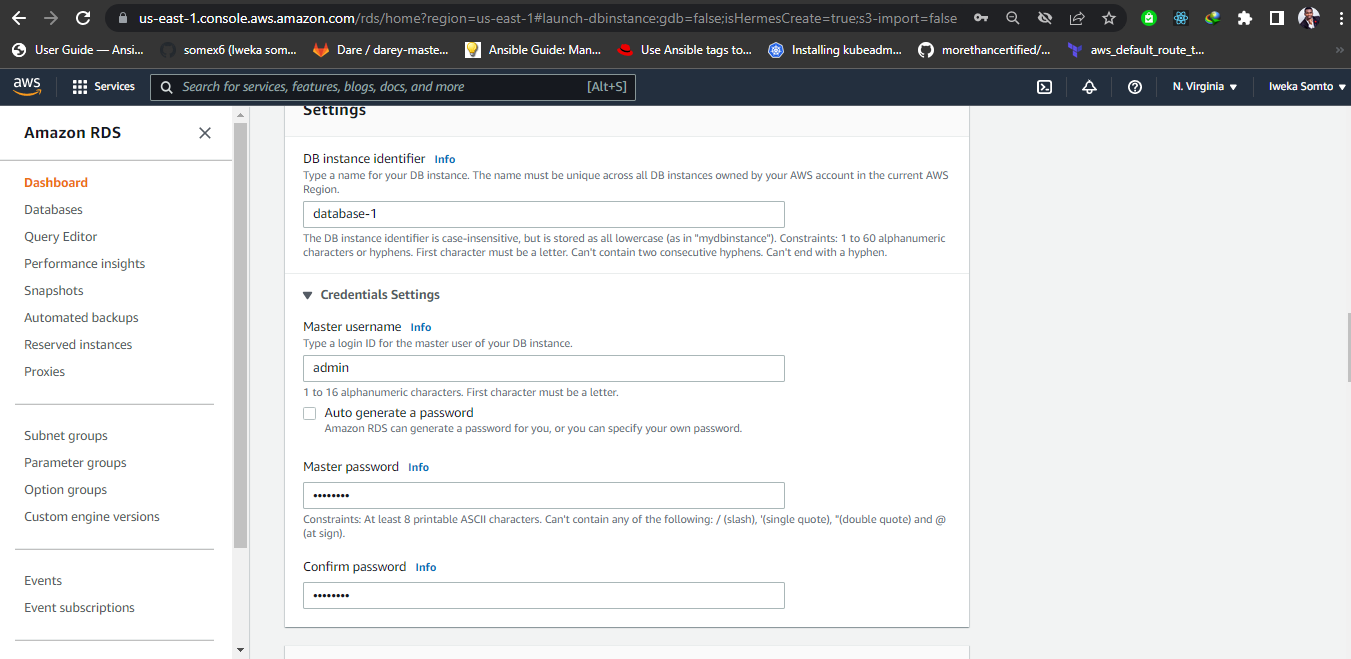 us-east-1.console.aws.amazon.com/rds/home?region=us-east-1#launch-dbinstance:gdb=false;isHermesCreate=true;s3-import=false
User Guide — Ansi...
somex6 (Iweka som...
Dare / darey-maste...
Ansible Guide: Man...
Use Ansible tags to...
Installing kubeadm...
morethancertified/...
aws_default_route_t...
»
aws
Services
Search for services, features, blogs, docs, and more
[Alt+S]
N. Virginia ▼
Iweka Somto ▼
Amazon RDS
Dashboard
Databases
Query Editor
Performance insights
Snapshots
Automated backups
Reserved instances
Proxies
Subnet groups
Parameter groups
Option groups
Custom engine versions
Events
Event subscriptions
Settings
DB instance identifier Info
Type a name for your DB instance. The name must be unique across all DB instances owned by your AWS account in the current AWS
Region.
database-1
The DB instance identifier is case-insensitive, but is stored as all lowercase (as in "mydbinstance"). Constraints: 1 to 60 alphanumeric
characters or hyphens. First character must be a letter. Can't contain two consecutive hyphens. Can't end with a hyphen.
▼ Credentials Settings
Master username Info
Type a login ID for the master user of your DB instance.
admin
1 to 16 alphanumeric characters. First character must be a letter.
Auto generate a password
Amazon RDS can generate a password for you, or you can specify your own password.
Master password Info
••••••••
Constraints: At least 8 printable ASCII characters. Can't contain any of the following: / (slash), '(single quote), "(double quote) and @
(at sign).
Confirm password Info
••••••••